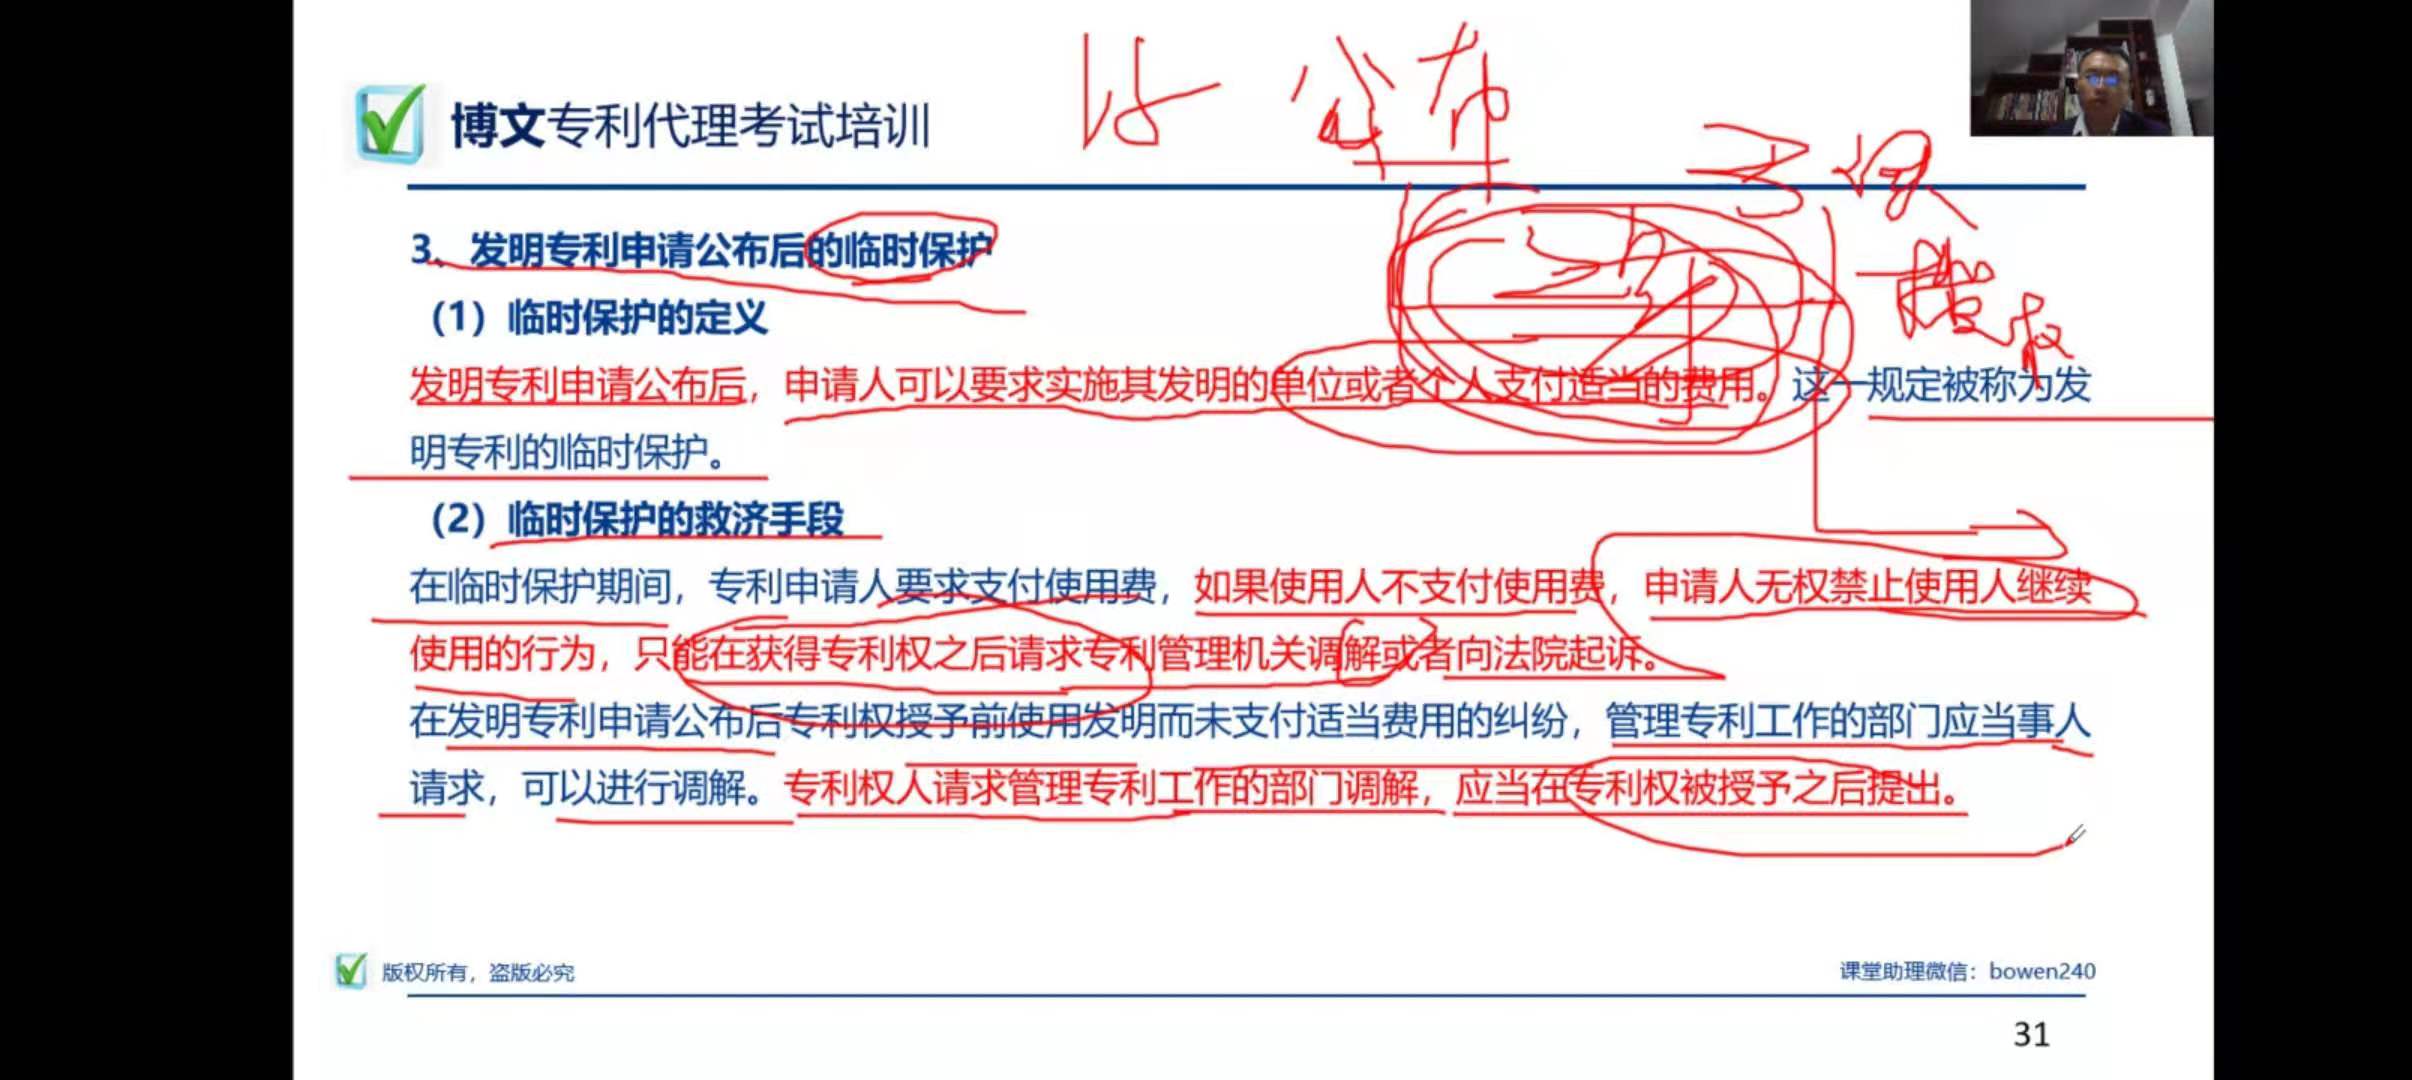 博文专利代理考试培训
18 公布
授权
3、发明专利申请公布后的临时保护
（1）临时保护的定义
发明专利申请公布后，申请人可以要求实施其发明的单位或者个人支付适当的费用。这一规定被称为发
明专利的临时保护。
（2）临时保护的救济手段
在临时保护期间，专利申请人要求支付使用费，如果使用人不支付使用费，申请人无权禁止使用人继续
使用的行为，只能在获得专利权之后请求专利管理机关调解或者向法院起诉。
在发明专利申请公布后专利权授予前使用发明而未支付适当费用的纠纷，管理专利工作的部门应当事人
请求，可以进行调解。专利权人请求管理专利工作的部门调解，应当在专利权被授予之后提出。
版权所有，盗版必究
课堂助理微信：bowen240
31